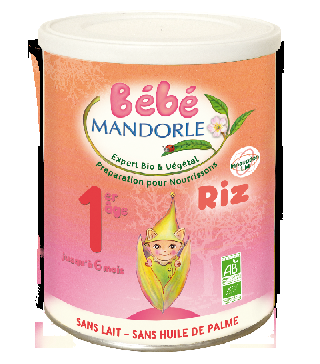 Bébé
MANDORLE
Expert Bio & Végétal
Préparation pour Nourrissons
1er âge
Riz
jusqu'à 6 mois
AB
SANS LAIT - SANS HUILE DE PALME